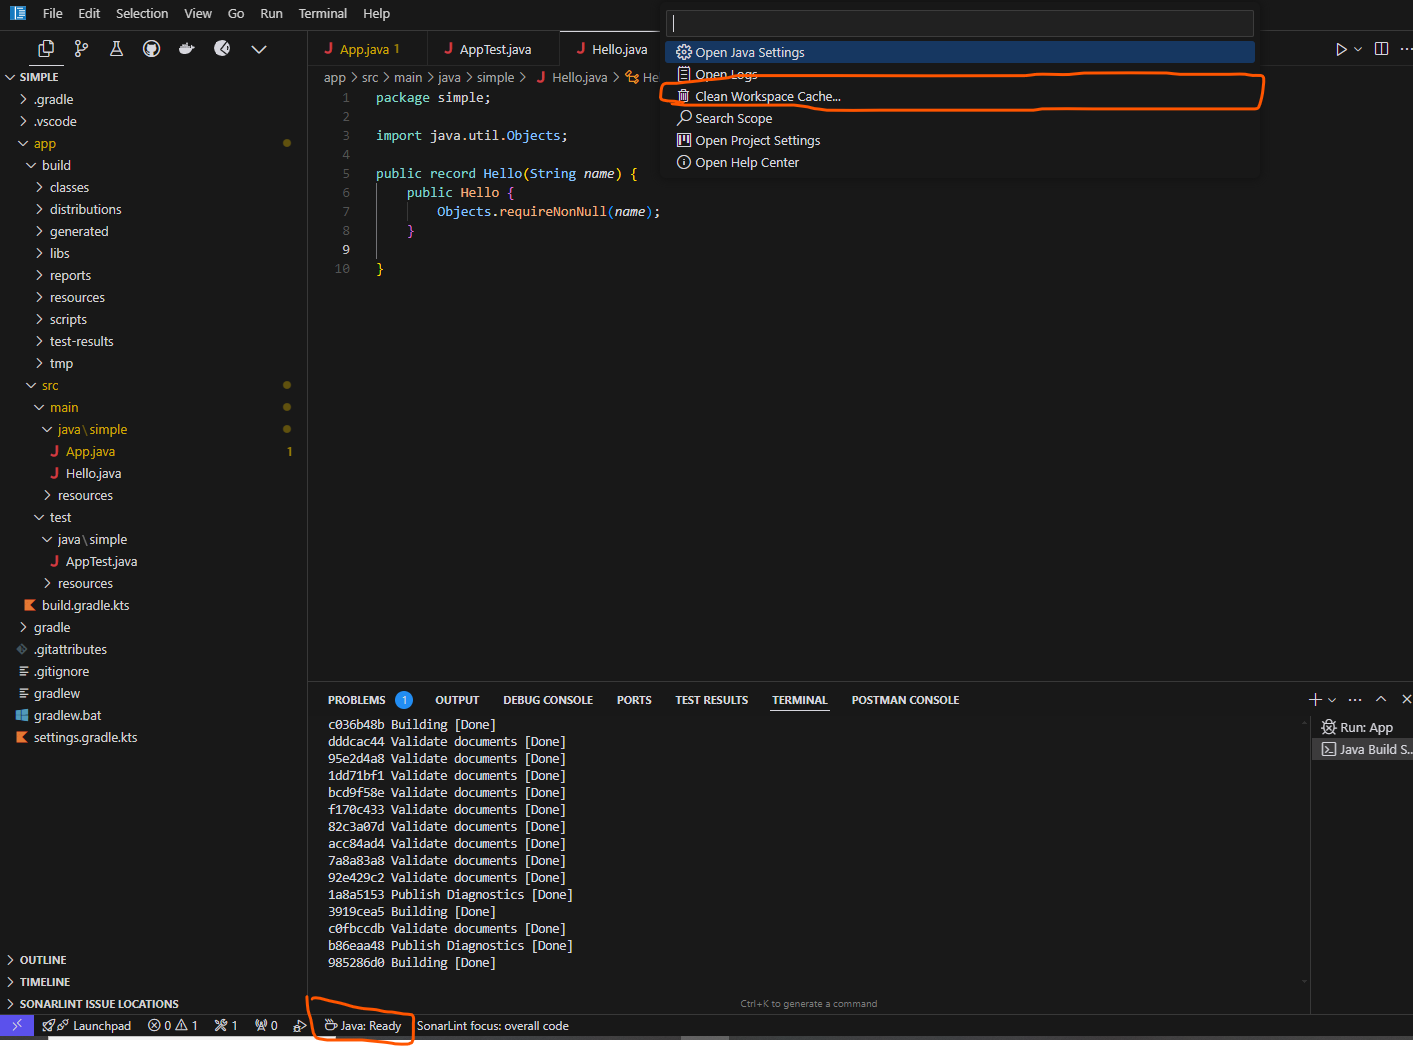 File Edit Selection View Go Run Terminal Help
Open Java Settings
Open Logs
Clean Workspace Cache...
Search Scope
Open Project Settings
Open Help Center
SIMPLE
.gradle
.vscode
app
build
classes
distributions
generated
libs
reports
resources
scripts
test-results
tmp
src
main
java\simple
App.java 1
Hello.java
resources
test
java\simple
AppTest.java
resources
build.gradle.kts
gradle
.gitattributes
.gitignore
gradlew
gradlew.bat
settings.gradle.kts
OUTLINE
TIMELINE
SONARLINT ISSUE LOCATIONS
App.java 1 AppTest.java Hello.java
app > src > main > java > simple > Hello.java > He
1 package simple;
2
3 import java.util.Objects;
4
5 public record Hello(String name) {
6 public Hello {
7 Objects.requireNonNull(name);
8 }
9
10 }
PROBLEMS 1 OUTPUT DEBUG CONSOLE PORTS TEST RESULTS TERMINAL POSTMAN CONSOLE
c036b48b Building [Done]
dddcac44 Validate documents [Done]
95e2d4a8 Validate documents [Done]
1dd71bf1 Validate documents [Done]
bcd9f58e Validate documents [Done]
f170c433 Validate documents [Done]
82c3a07d Validate documents [Done]
acc84ad4 Validate documents [Done]
7a8a83a8 Validate documents [Done]
92e429c2 Validate documents [Done]
1a8a5153 Publish Diagnostics [Done]
3919cea5 Building [Done]
c0fbccdb Validate documents [Done]
b86eaa48 Publish Diagnostics [Done]
985286d0 Building [Done]
Ctrl+K to generate a command
Run: App
Java Build S...
Launchpad 0 1 1 0 Java: Ready SonarLint focus: overall code